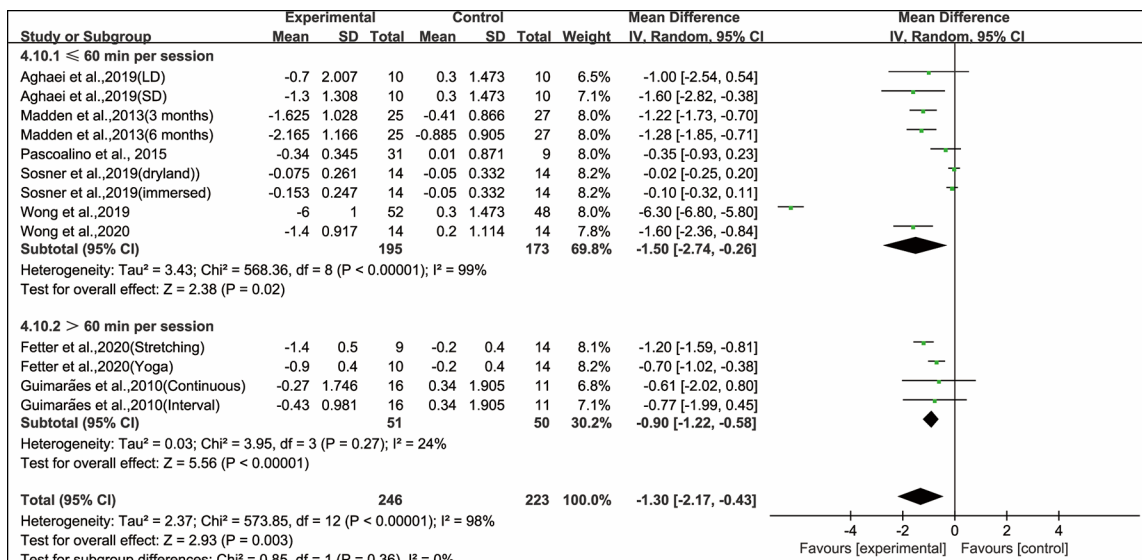 Experimental Control Mean Difference Mean Difference
Study or Subgroup Mean SD Total Mean SD Total Weight IV, Random, 95% CI IV, Random, 95% CI
4.10.1 ≤ 60 min per session
Aghaei et al.,2019(LD) -0.7 2.007 10 0.3 1.473 10 6.5% -1.00 [-2.54, 0.54]
Aghaei et al.,2019(SD) -1.3 1.308 10 0.3 1.473 10 7.1% -1.60 [-2.82, -0.38]
Madden et al.,2013(3 months) -1.625 1.028 25 -0.41 0.866 27 8.0% -1.22 [-1.73, -0.70]
Madden et al.,2013(6 months) -2.165 1.166 25 -0.885 0.905 27 8.0% -1.28 [-1.85, -0.71]
Pascoalino et al., 2015 -0.34 0.345 31 0.01 0.871 9 8.0% -0.35 [-0.93, 0.23]
Sosner et al.,2019(dryland)) -0.075 0.261 14 -0.05 0.332 14 8.2% -0.02 [-0.25, 0.20]
Sosner et al.,2019(immersed) -0.153 0.247 14 -0.05 0.332 14 8.2% -0.10 [-0.32, 0.11]
Wong et al.,2019 -6 1 52 0.3 1.473 48 8.0% -6.30 [-6.80, -5.80]
Wong et al.,2020 -1.4 0.917 14 0.2 1.114 14 7.8% -1.60 [-2.36, -0.84]
Subtotal (95% CI) 195 173 69.8% -1.50 [-2.74, -0.26]
Heterogeneity: Tau² = 3.43; Chi² = 568.36, df = 8 (P < 0.00001); I² = 99%
Test for overall effect: Z = 2.38 (P = 0.02)
4.10.2 > 60 min per session
Fetter et al.,2020(Stretching) -1.4 0.5 9 -0.2 0.4 14 8.1% -1.20 [-1.59, -0.81]
Fetter et al.,2020(Yoga) -0.9 0.4 10 -0.2 0.4 14 8.2% -0.70 [-1.02, -0.38]
Guimarães et al.,2010(Continuous) -0.27 1.746 16 0.34 1.905 11 6.8% -0.61 [-2.02, 0.80]
Guimarães et al.,2010(Interval) -0.43 0.981 16 0.34 1.905 11 7.1% -0.77 [-1.99, 0.45]
Subtotal (95% CI) 51 50 30.2% -0.90 [-1.22, -0.58]
Heterogeneity: Tau² = 0.03; Chi² = 3.95, df = 3 (P = 0.27); I² = 24%
Test for overall effect: Z = 5.56 (P < 0.00001)
Total (95% CI) 246 223 100.0% -1.30 [-2.17, -0.43]
Heterogeneity: Tau² = 2.37; Chi² = 573.85, df = 12 (P < 0.00001); I² = 98%
Test for overall effect: Z = 2.93 (P = 0.003)
Test for subgroup differences: Chi² = 0.85, df = 1 (P = 0.36), I² = 0%
-4 -2 0 2 4
Favours [experimental] Favours [control]